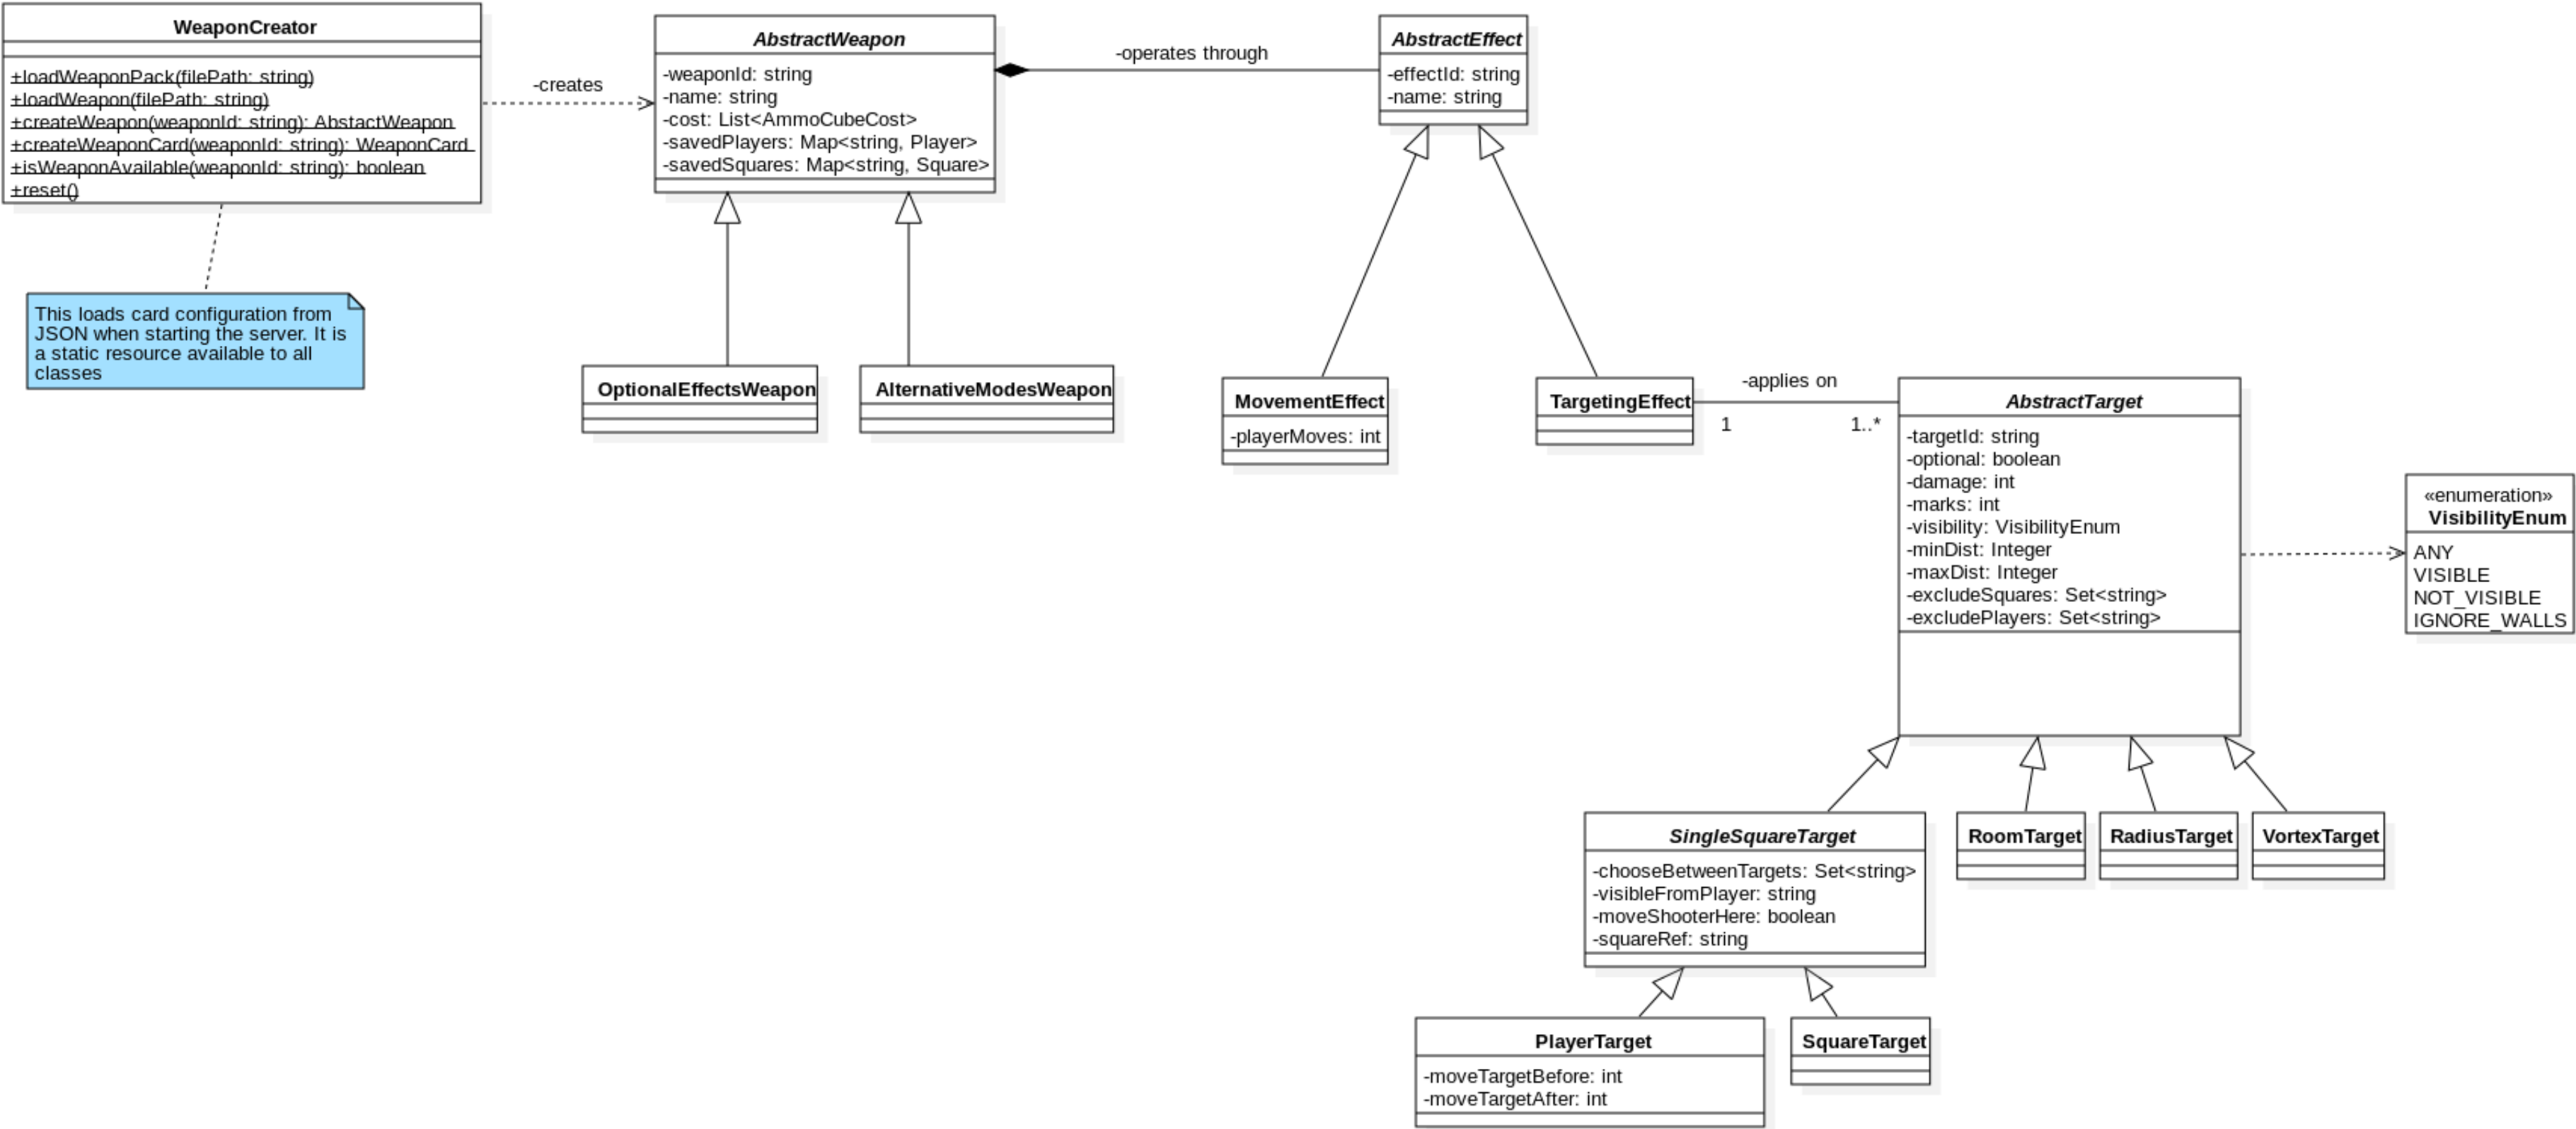 WeaponCreator
+loadWeaponPack(filePath: string)
+loadWeapon(filePath: string)
+createWeapon(weaponId: string): AbstactWeapon
+createWeaponCard(weaponId: string): WeaponCard
+isWeaponAvailable(weaponId: string): boolean
+reset()
This loads card configuration from
JSON when starting the server. It is
a static resource available to all
classes
-creates
AbstractWeapon
-weaponId: string
-name: string
-cost: List<AmmoCubeCost>
-savedPlayers: Map<string, Player>
-savedSquares: Map<string, Square>
-operates through
AbstractEffect
-effectId: string
-name: string
OptionalEffectsWeapon
AlternativeModesWeapon
MovementEffect
-playerMoves: int
TargetingEffect
-applies on
1
1..*
AbstractTarget
-targetId: string
-optional: boolean
-damage: int
-marks: int
-visibility: VisibilityEnum
-minDist: Integer
-maxDist: Integer
-excludeSquares: Set<string>
-excludePlayers: Set<string>
«enumeration»
VisibilityEnum
ANY
VISIBLE
NOT_VISIBLE
IGNORE_WALLS
SingleSquareTarget
-chooseBetweenTargets: Set<string>
-visibleFromPlayer: string
-moveShooterHere: boolean
-squareRef: string
RoomTarget
RadiusTarget
VortexTarget
PlayerTarget
-moveTargetBefore: int
-moveTargetAfter: int
SquareTarget